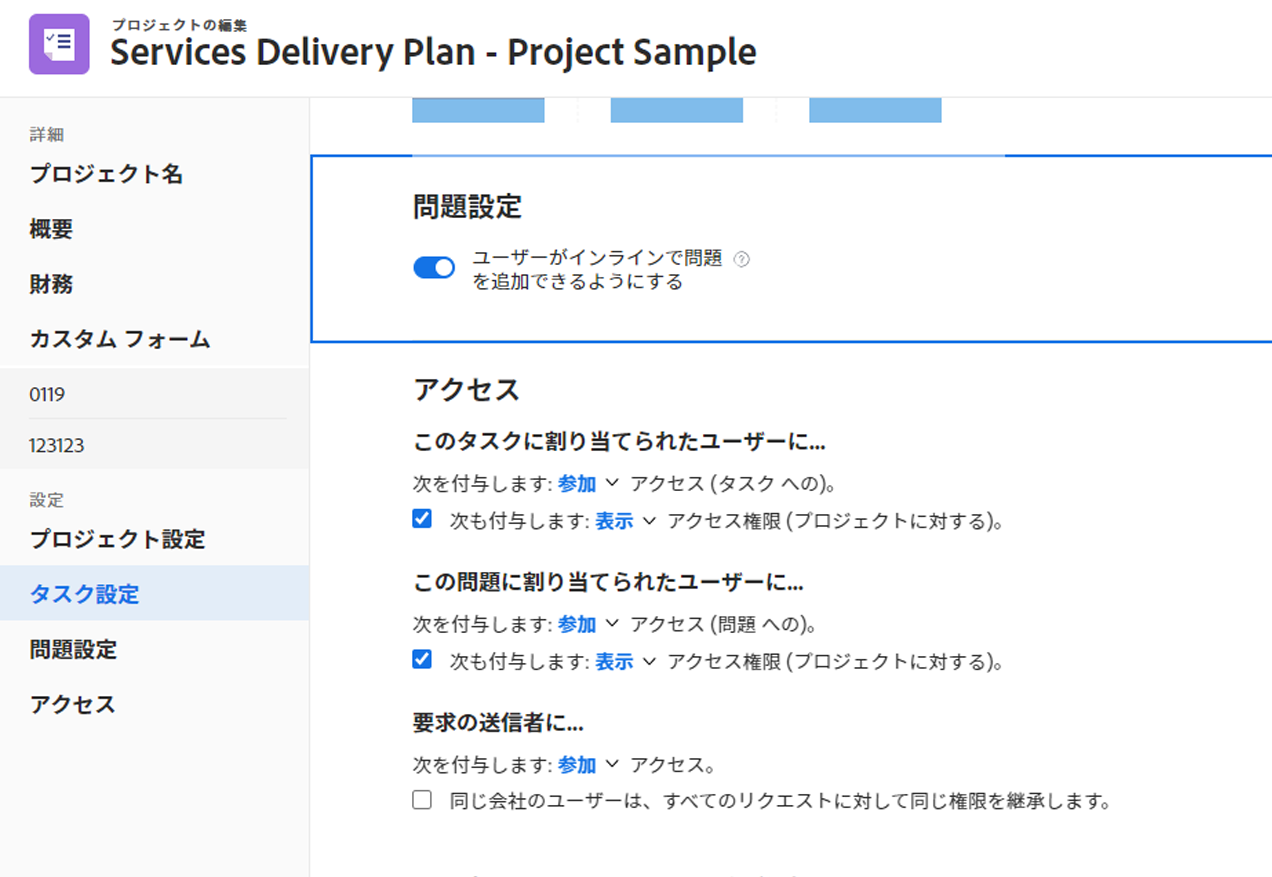 プロジェクトの編集
Services Delivery Plan - Project Sample
詳細
プロジェクト名
概要
財務
カスタム フォーム
0119
123123
設定
プロジェクト設定
タスク設定
問題設定
アクセス
問題設定
ユーザーがインラインで問題
を追加できるようにする
アクセス
このタスクに割り当てられたユーザーに...
次を付与します: 参加 アクセス (タスク への)。
次も付与します: 表示 アクセス権限 (プロジェクトに対する)。
この問題に割り当てられたユーザーに...
次を付与します: 参加 アクセス (問題 への)。
次も付与します: 表示 アクセス権限 (プロジェクトに対する)。
要求の送信者に...
次を付与します: 参加 アクセス。
同じ会社のユーザーは、すべてのリクエストに対して同じ権限を継承します。